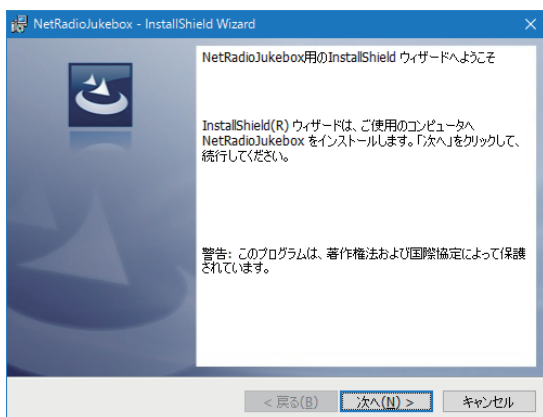 NetRadioJukebox - InstallShield Wizard
NetRadioJukebox用のInstallShield ウィザードへようこそ
InstallShield(R) ウィザードは、ご使用のコンピュータへ
NetRadioJukebox をインストールします。「次へ」をクリックして、
続行してください。
警告: このプログラムは、著作権法および国際協定によって保護
されています。
< 戻る(B)
次へ(N) >
キャンセル